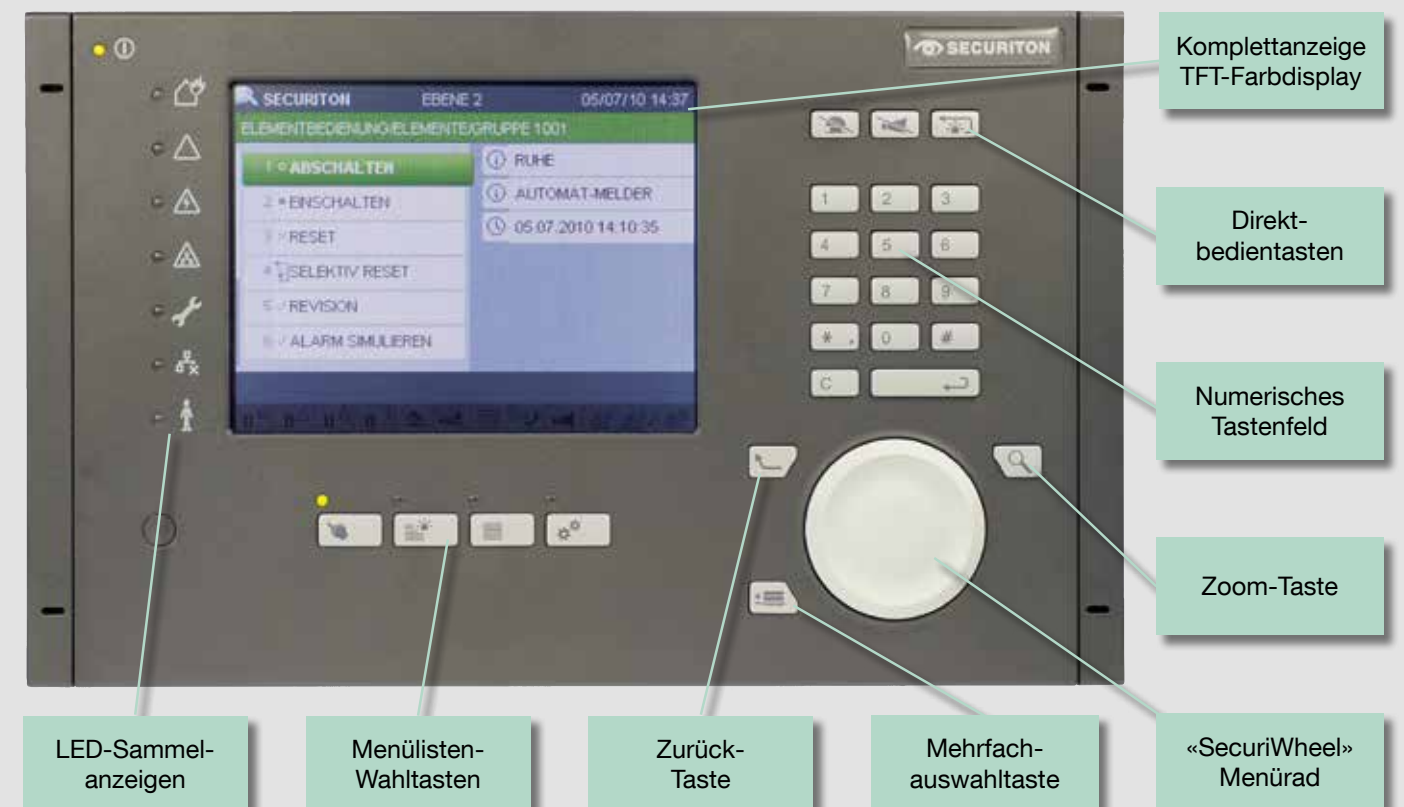 SECURITON
Komplettanzeige
TFT-Farbdisplay
SECURITON EBENE 2 05/07/10 14:37
ELEMENTBEDIENUNG/ELEMENTE/GRUPPE 1001
1 ABSCHALTEN
2 EINSCHALTEN
3 RESET
4 SELEKTIV RESET
5 REVISION
6 ALARM SIMULIEREN
RUHE
AUTOMAT-MELDER
05.07.2010 14:10:35
1 2 3
4 5 6
7 8 9
* , 0 #
C
Direkt-
bedientasten
Numerisches
Tastenfeld
Zoom-Taste
LED-Sammel-
anzeigen
Menülisten-
Wahltasten
Zurück-
Taste
Mehrfach-
auswahltaste
«SecuriWheel»
Menürad